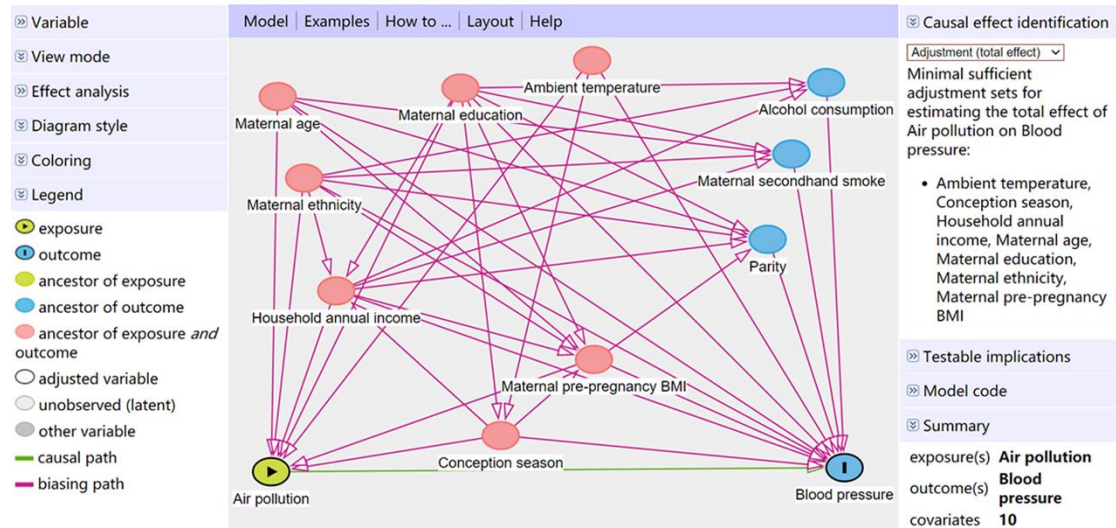 Variable
View mode
Effect analysis
Diagram style
Coloring
Legend
exposure
outcome
ancestor of exposure
ancestor of outcome
ancestor of exposure and
outcome
adjusted variable
unobserved (latent)
other variable
causal path
biasing path
Model | Examples | How to ... | Layout | Help
Ambient temperature
Maternal education
Alcohol consumption
Maternal age
Maternal secondhand smoke
Maternal ethnicity
Parity
Household annual income
Maternal pre-pregnancy BMI
Conception season
Air pollution
Blood pressure
Causal effect identification
Adjustment (total effect)
Minimal sufficient
adjustment sets for
estimating the total effect of
Air pollution on Blood
pressure:
• Ambient temperature,
Conception season,
Household annual
income, Maternal age,
Maternal education,
Maternal ethnicity,
Maternal pre-pregnancy
BMI
Testable implications
Model code
Summary
exposure(s) Air pollution
outcome(s) Blood
pressure
covariates 10